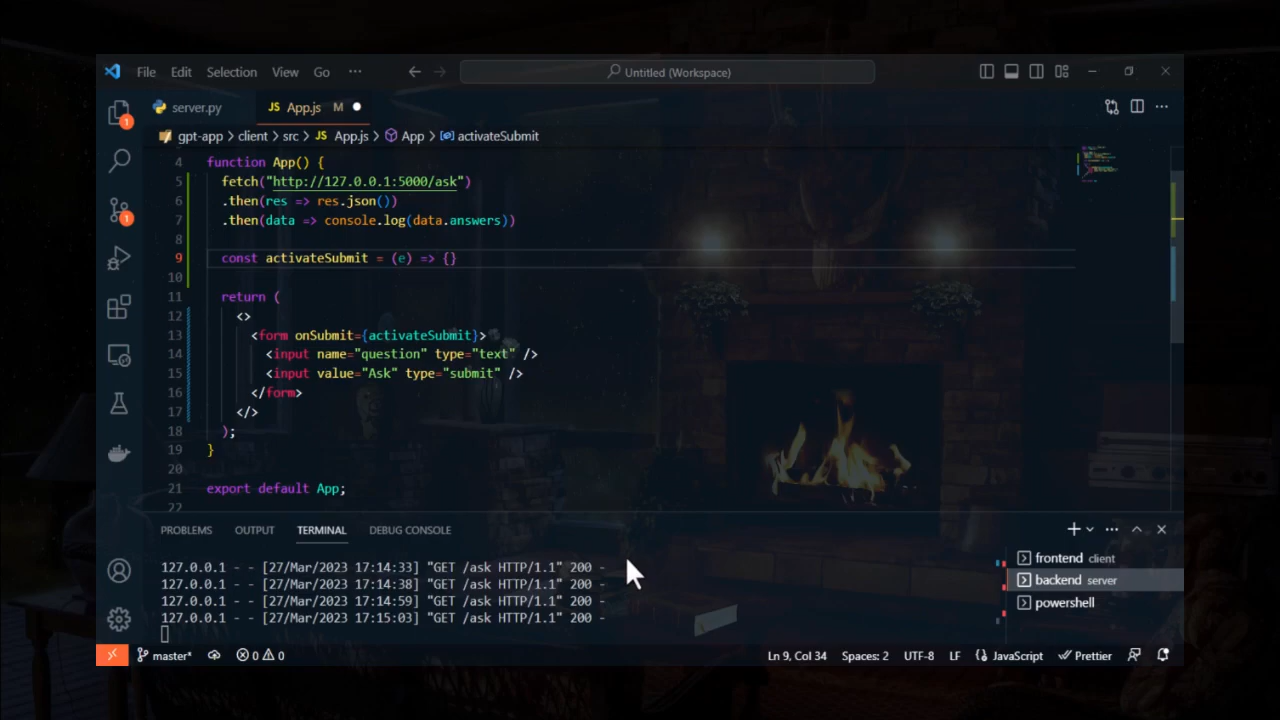 File Edit Selection View Go ··· Untitled (Workspace)
server.py JS App.js M
gpt-app > client > src > JS App.js > App > activateSubmit
4 function App() {
5 fetch("http://127.0.0.1:5000/ask")
6 .then(res => res.json())
7 .then(data => console.log(data.answers))
8
9 const activateSubmit = (e) => {}
10
11 return (
12 <>
13 <form onSubmit={activateSubmit}>
14 <input name="question" type="text" />
15 <input value="Ask" type="submit" />
16 </form>
17 </>
18 );
19 }
20
21 export default App;
22
1
1
PROBLEMS OUTPUT TERMINAL DEBUG CONSOLE
127.0.0.1 - - [27/Mar/2023 17:14:33] "GET /ask HTTP/1.1" 200 -
127.0.0.1 - - [27/Mar/2023 17:14:38] "GET /ask HTTP/1.1" 200 -
127.0.0.1 - - [27/Mar/2023 17:14:59] "GET /ask HTTP/1.1" 200 -
127.0.0.1 - - [27/Mar/2023 17:15:03] "GET /ask HTTP/1.1" 200 -
frontend client
backend server
powershell
master* 0 0 Ln 9, Col 34 Spaces: 2 UTF-8 LF JavaScript Prettier